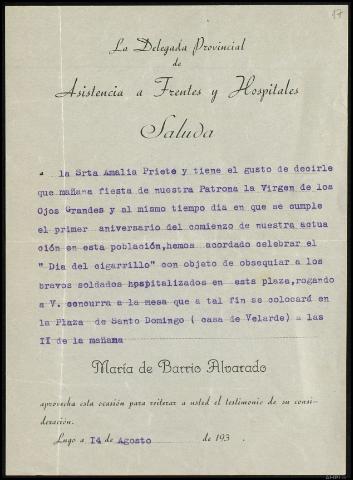 17
La Delegada Provincial
de
Asistencia a Frentes y Hospitales
Saluda
a la Srta Amalia Prieto y tiene el gusto de decirle
que mañana fiesta de nuestra Patrona la Virgen de los
Ojos Grandes y al mismo tiempo dia en que se cumple
el primer aniversario del comienzo de nuestra actua
ción en esta población,hemos acordado celebrar el
" Dia del cigarrillo" con objeto de obsequiar a los
bravos soldados hospitalizados en esta plaza,rogando
a V. concurra a la mesa que a tal fin se colocará en
la Plaza de Santo Domingo ( casa de Velarde) a las
II de la mañana
María de Barrio Alvarado
aprovecha esta ocasión para reiterar a usted el testimonio de su consi-
deración.
Lugo a I4 de Agosto de 193 .